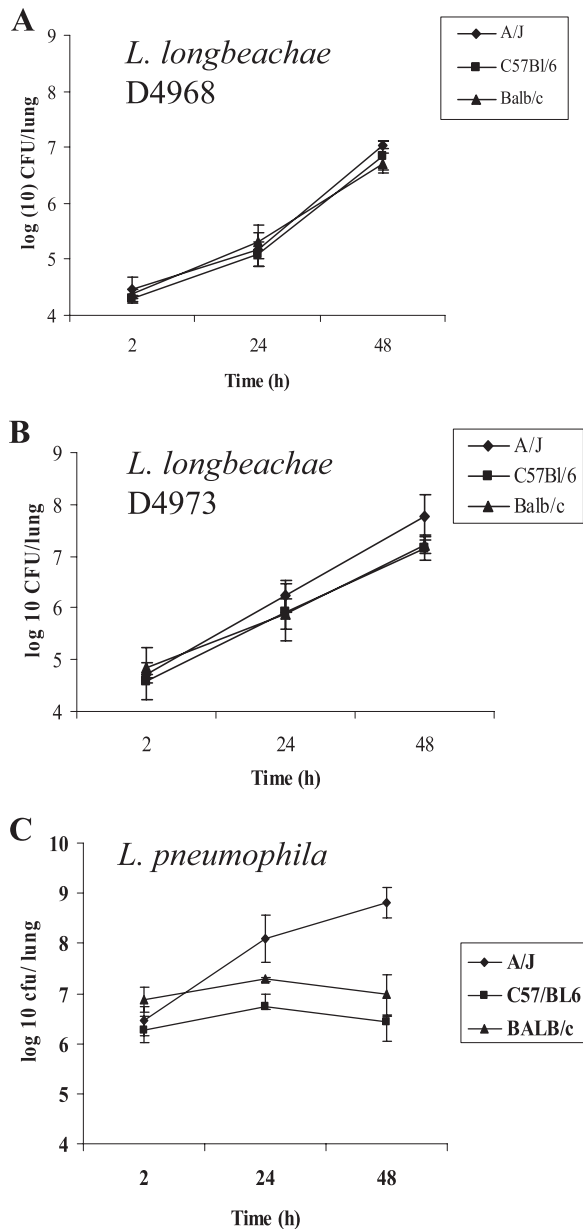 A
L. longbeachae
D4968
A/J
C57Bl/6
Balb/c
log (10) CFU/lung
9
8
7
6
5
4
2 24 48
Time (h)
B
L. longbeachae
D4973
A/J
C57Bl/6
Balb/c
log 10 CFU/lung
9
8
7
6
5
4
2 24 48
Time (h)
C
L. pneumophila
A/J
C57/BL6
BALB/c
log 10 cfu/ lung
10
9
8
7
6
5
4
2 24 48
Time (h)